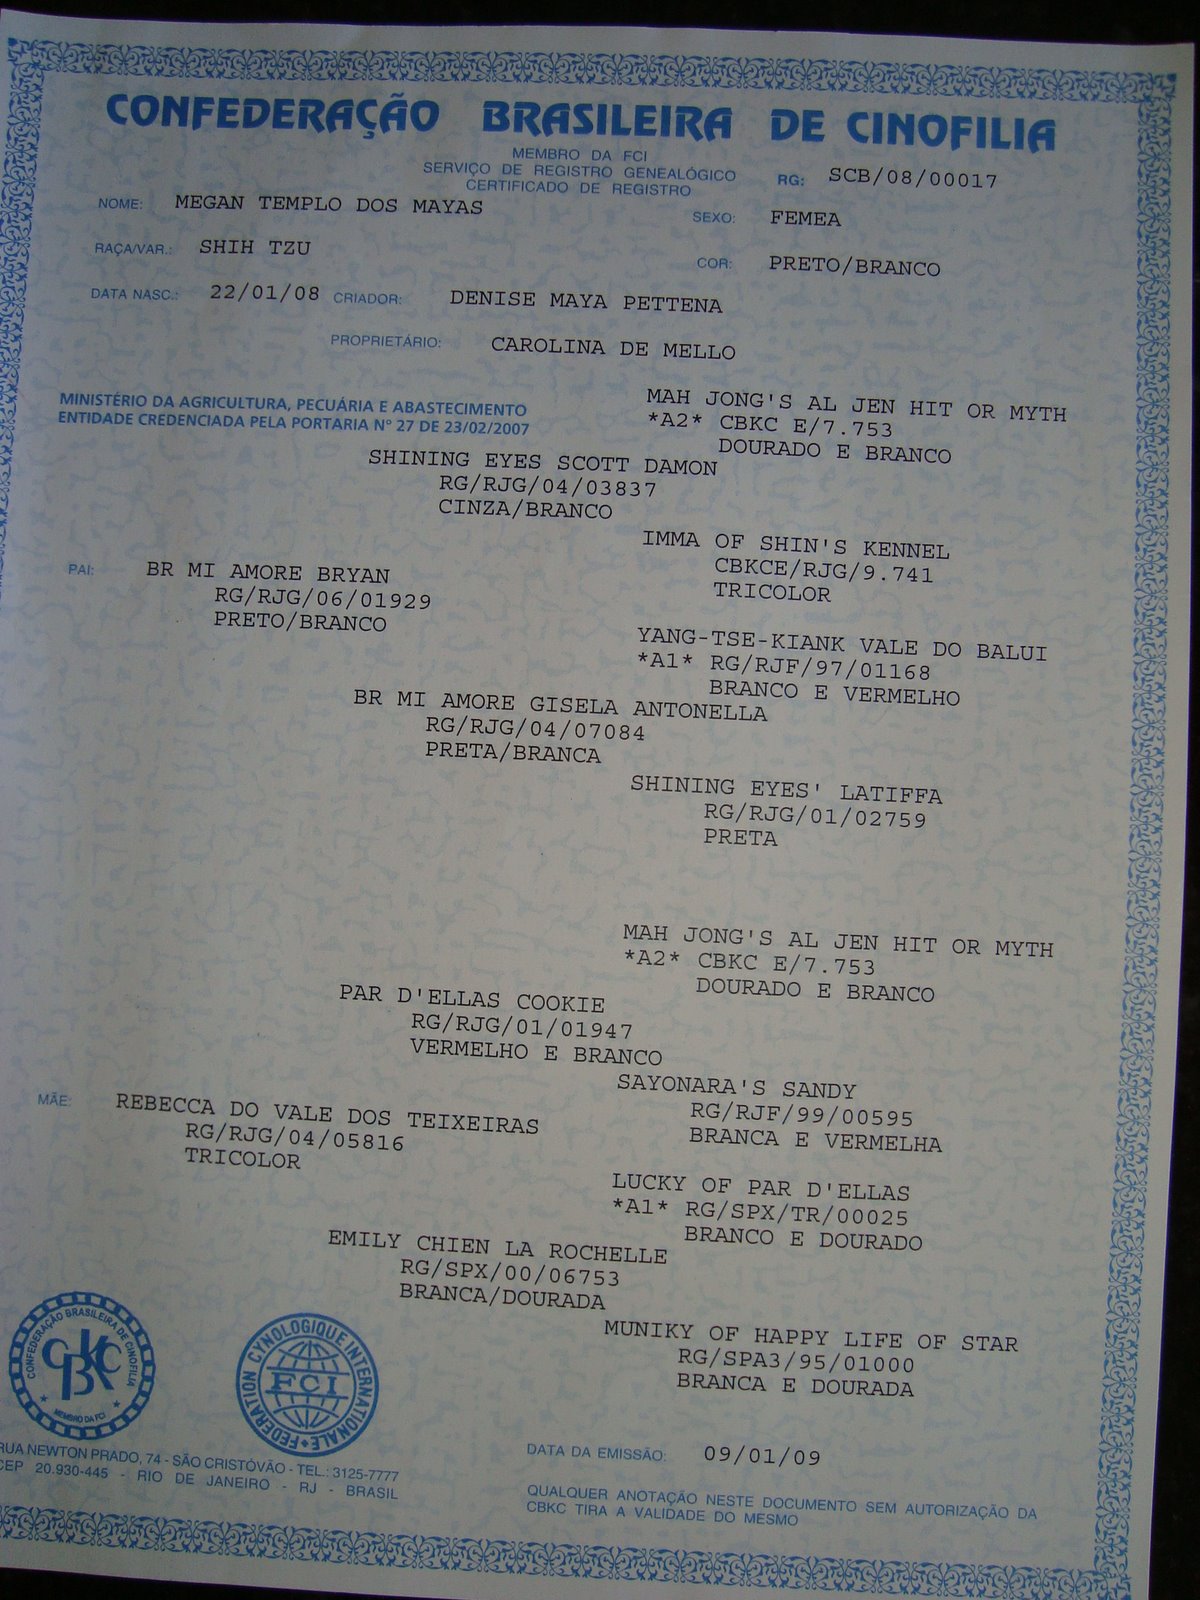 CONFEDERAÇÃO BRASILEIRA DE CINOFILIA
MEMBRO DA FCI
SERVIÇO DE REGISTRO GENEALÓGICO
CERTIFICADO DE REGISTRO
RG: SCB/08/00017
NOME: MEGAN TEMPLO DOS MAYAS
SEXO: FEMEA
RAÇA/VAR.: SHIH TZU
COR: PRETO/BRANCO
DATA NASC.: 22/01/08 CRIADOR: DENISE MAYA PETTENA
PROPRIETÁRIO: CAROLINA DE MELLO
MINISTÉRIO DA AGRICULTURA, PECUÁRIA E ABASTECIMENTO
ENTIDADE CREDENCIADA PELA PORTARIA Nº 27 DE 23/02/2007
MAH JONG'S AL JEN HIT OR MYTH
*A2* CBKC E/7.753
DOURADO E BRANCO
SHINING EYES SCOTT DAMON
RG/RJG/04/03837
CINZA/BRANCO
IMMA OF SHIN'S KENNEL
CBKCE/RJG/9.741
TRICOLOR
PAI: BR MI AMORE BRYAN
RG/RJG/06/01929
PRETO/BRANCO
YANG-TSE-KIANK VALE DO BALUI
*A1* RG/RJF/97/01168
BRANCO E VERMELHO
BR MI AMORE GISELA ANTONELLA
RG/RJG/04/07084
PRETA/BRANCA
SHINING EYES' LATIFFA
RG/RJG/01/02759
PRETA
MAH JONG'S AL JEN HIT OR MYTH
*A2* CBKC E/7.753
DOURADO E BRANCO
PAR D'ELLAS COOKIE
RG/RJG/01/01947
VERMELHO E BRANCO
SAYONARA'S SANDY
RG/RJF/99/00595
BRANCA E VERMELHA
MÃE: REBECCA DO VALE DOS TEIXEIRAS
RG/RJG/04/05816
TRICOLOR
LUCKY OF PAR D'ELLAS
*A1* RG/SPX/TR/00025
BRANCO E DOURADO
EMILY CHIEN LA ROCHELLE
RG/SPX/00/06753
BRANCA/DOURADA
MUNIKY OF HAPPY LIFE OF STAR
RG/SPA3/95/01000
BRANCA E DOURADA
CONFEDERAÇÃO BRASILEIRA DE CINOFILIA
CBKC
MEMBRO DA FCI
FEDERATION CYNOLOGIQUE INTERNATIONALE
FCI
RUA NEWTON PRADO, 74 - SÃO CRISTÓVÃO - TEL.: 3125-7777
CEP 20.930-445 - RIO DE JANEIRO - RJ - BRASIL
DATA DA EMISSÃO: 09/01/09
QUALQUER ANOTAÇÃO NESTE DOCUMENTO SEM AUTORIZAÇÃO DA
CBKC TIRA A VALIDADE DO MESMO